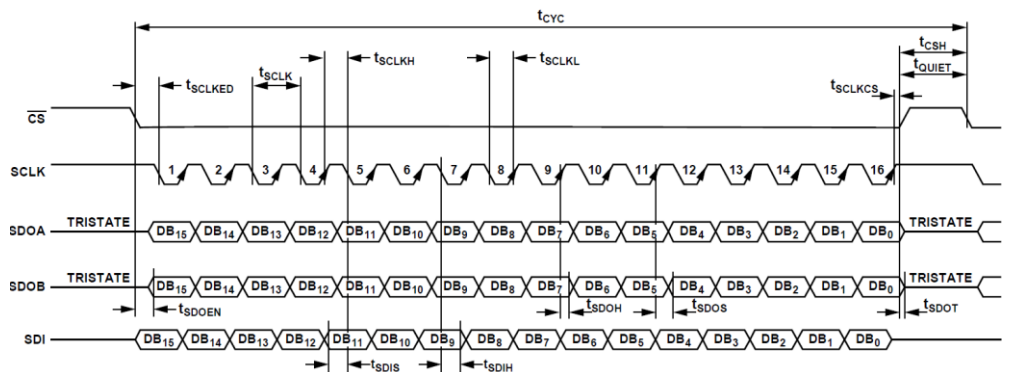 tCYC
tCSH
tSCLKH tSCLKL tQUIET
tSCLK
tSCLKED tSCLKCS
CS
SCLK 1 2 3 4 5 6 7 8 9 10 11 12 13 14 15 16
TRISTATE TRISTATE
SDOA DB15 DB14 DB13 DB12 DB11 DB10 DB9 DB8 DB7 DB6 DB5 DB4 DB3 DB2 DB1 DB0
TRISTATE TRISTATE
SDOB DB15 DB14 DB13 DB12 DB11 DB10 DB9 DB8 DB7 DB6 DB5 DB4 DB3 DB2 DB1 DB0
tSDOEN tSDOH tSDOS tSDOT
SDI DB15 DB14 DB13 DB12 DB11 DB10 DB9 DB8 DB7 DB6 DB5 DB4 DB3 DB2 DB1 DB0
tSDIS tSDIH